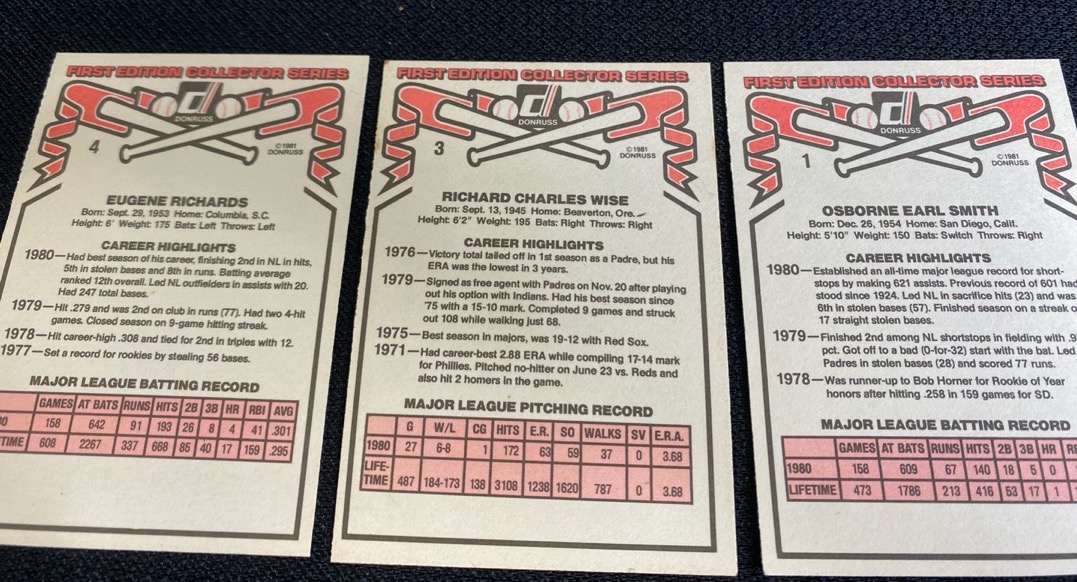 FIRST EDITION COLLECTOR SERIES
d
DONRUSS
4
©1981
DONRUSS
EUGENE RICHARDS
Born: Sept. 29, 1953 Home: Columbia, S.C.
Height: 6' Weight: 175 Bats: Left Throws: Left
CAREER HIGHLIGHTS
1980—Had best season of his career, finishing 2nd in NL in hits,
5th in stolen bases and 8th in runs. Batting average
ranked 12th overall. Led NL outfielders in assists with 20.
Had 247 total bases.
1979—Hit .279 and was 2nd on club in runs (77). Had two 4-hit
games. Closed season on 9-game hitting streak.
1978—Hit career-high .308 and tied for 2nd in triples with 12.
1977—Set a record for rookies by stealing 56 bases.
MAJOR LEAGUE BATTING RECORD
GAMES AT BATS RUNS HITS 2B 3B HR RBI AVG
0 158 642 91 193 26 8 4 41 .301
TIME 608 2267 337 668 85 40 17 159 .295
FIRST EDITION COLLECTOR SERIES
d
DONRUSS
3
©1981
DONRUSS
RICHARD CHARLES WISE
Born: Sept. 13, 1945 Home: Beaverton, Ore.
Height: 6'2" Weight: 195 Bats: Right Throws: Right
CAREER HIGHLIGHTS
1976—Victory total tailed off in 1st season as a Padre, but his
ERA was the lowest in 3 years.
1979—Signed as free agent with Padres on Nov. 20 after playing
out his option with Indians. Had his best season since
'75 with a 15-10 mark. Completed 9 games and struck
out 108 while walking just 68.
1975—Best season in majors, was 19-12 with Red Sox.
1971—Had career-best 2.88 ERA while compiling 17-14 mark
for Phillies. Pitched no-hitter on June 23 vs. Reds and
also hit 2 homers in the game.
MAJOR LEAGUE PITCHING RECORD
G W/L CG HITS E.R. SO WALKS SV E.R.A.
1980 27 6-8 1 172 63 59 37 0 3.68
LIFE-
TIME 487 184-173 138 3108 1238 1620 787 0 3.68
FIRST EDITION COLLECTOR SERIES
d
DONRUSS
1
©1981
DONRUSS
OSBORNE EARL SMITH
Born: Dec. 26, 1954 Home: San Diego, Calif.
Height: 5'10" Weight: 150 Bats: Switch Throws: Right
CAREER HIGHLIGHTS
1980—Established an all-time major league record for short-
stops by making 621 assists. Previous record of 601 had
stood since 1924. Led NL in sacrifice hits (23) and was
6th in stolen bases (57). Finished season on a streak o
17 straight stolen bases.
1979—Finished 2nd among NL shortstops in fielding with .9
pct. Got off to a bad (0-for-32) start with the bat. Led
Padres in stolen bases (28) and scored 77 runs.
1978—Was runner-up to Bob Horner for Rookie of Year
honors after hitting .258 in 159 games for SD.
MAJOR LEAGUE BATTING RECORD
GAMES AT BATS RUNS HITS 2B 3B HR
1980 158 609 67 140 18 5 0
LIFETIME 473 1786 213 416 53 17 1